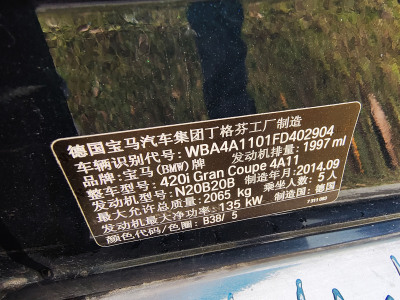 德国宝马汽车集团丁格芬工厂制造
车辆识别代号: WBA4A1101FD402904
品牌: 宝马(BMW)牌 发动机排量: 1997 ml
整车型号: 420i Gran Coupe 4A11
发动机型号: N20B20B 制造年月: 2014.09
最大允许总质量: 2065 kg 乘坐人数: 5人
发动机最大净功率: 135 kW 制造国: 德国
颜色代号/色卷: B38/ 5